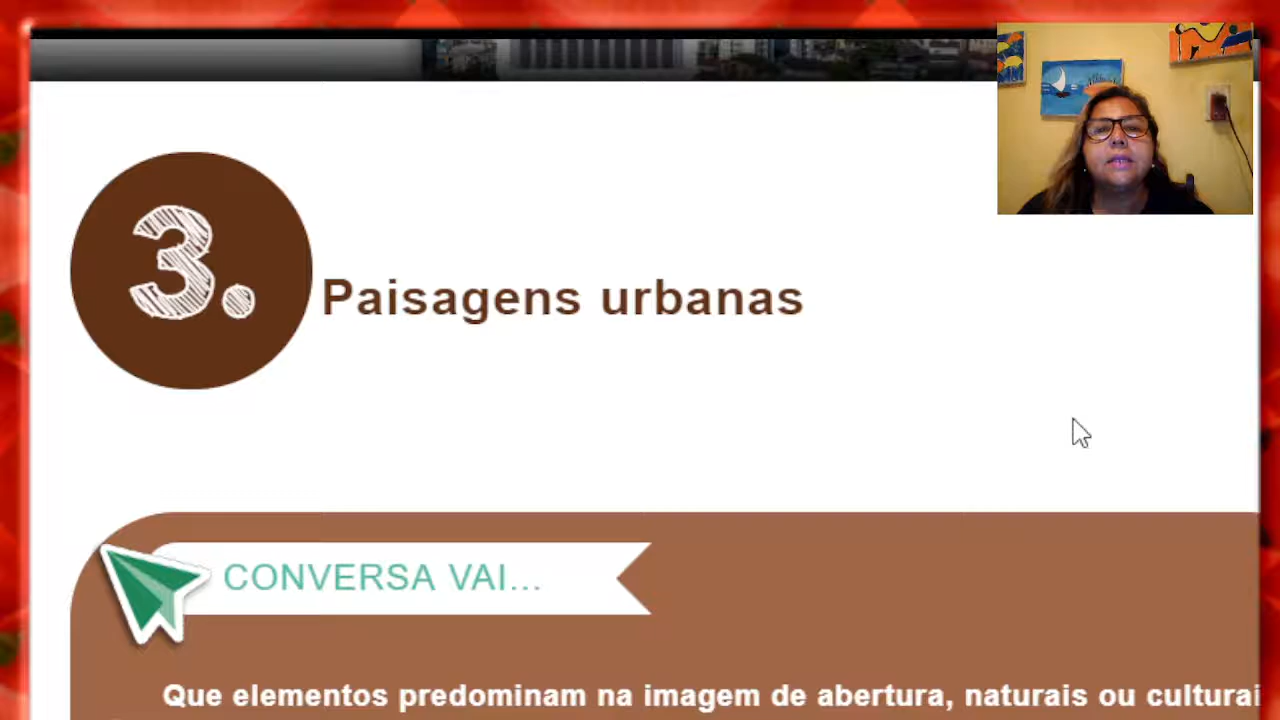 3.
Paisagens urbanas
CONVERSA VAI...
Que elementos predominam na imagem de abertura, naturais ou culturai